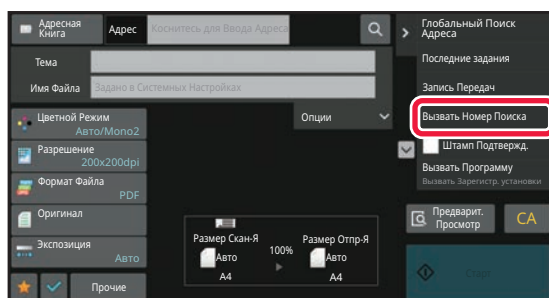 Адресная
Книга
Адрес
Коснитесь для Ввода Адреса
Тема
Имя Файла
Задано в Системных Настройках
Цветной Режим
Авто/Mono2
Разрешение
200x200dpi
Формат Файла
PDF
Оригинал
Экспозиция
Авто
Прочие
Опции
Размер Скан-Я
Авто
A4
100%
Размер Отпр-Я
Авто
A4
Глобальный Поиск
Адреса
Последние задания
Запись Передач
Вызвать Номер Поиска
Штамп Подтвержд.
Вызвать Программу
Вызвать Зарегистр. установки
Предварит.
Просмотр
CA
Старт